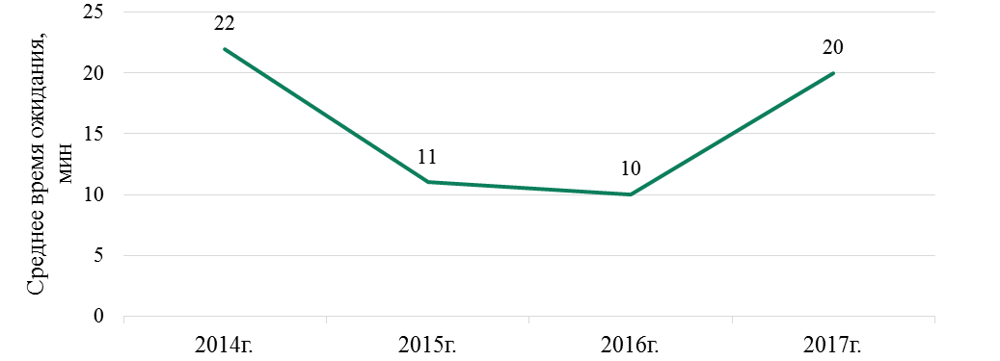 Среднее время ожидания,
мин
25
20
15
10
5
0
22
11
10
20
2014г.
2015г.
2016г.
2017г.